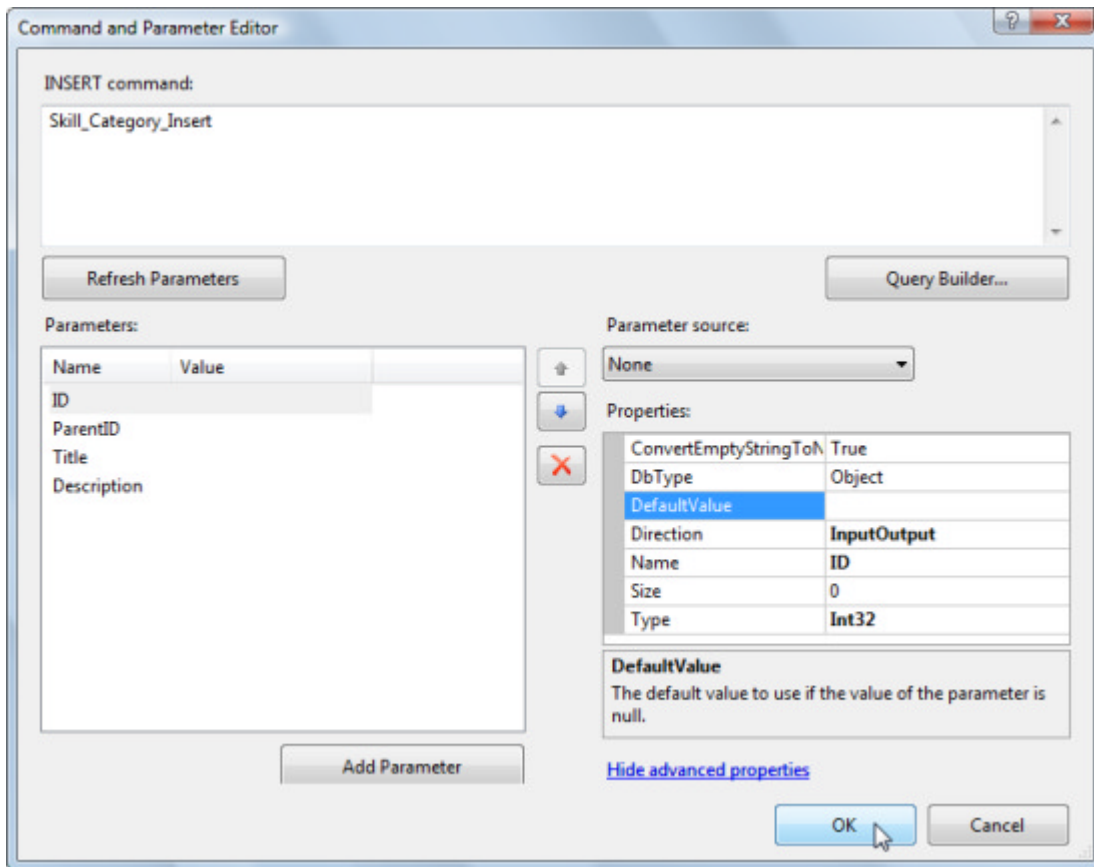 Command and Parameter Editor
INSERT command:
Skill_Category_Insert
Refresh Parameters
Query Builder...
Parameters:
Name Value
ID
ParentID
Title
Description
Add Parameter
Parameter source:
None
Properties:
ConvertEmptyStringToN True
DbType Object
DefaultValue
Direction InputOutput
Name ID
Size 0
Type Int32
DefaultValue
The default value to use if the value of the parameter is
null.
Hide advanced properties
OK
Cancel